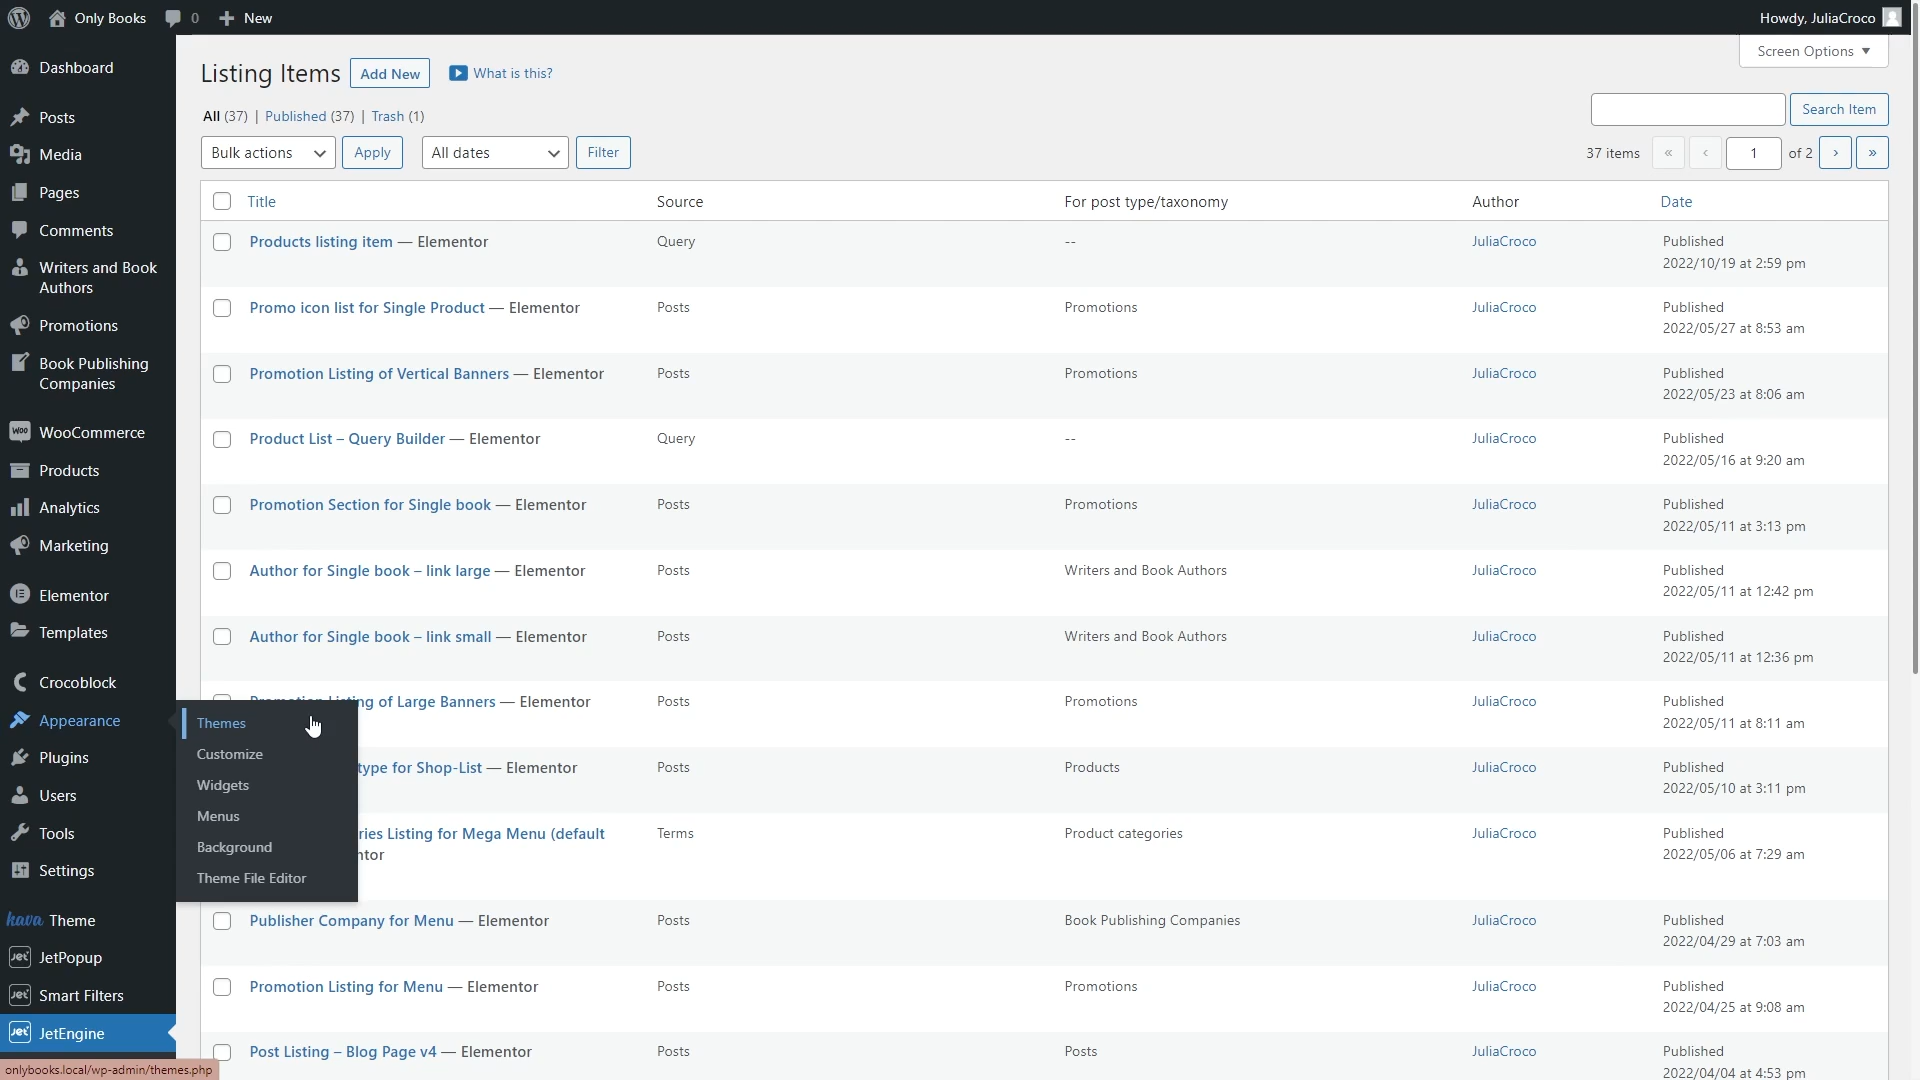 Only Books 0 New Howdy, JuliaCroco
Screen Options ▼
Dashboard
Posts
Media
Pages
Comments
Writers and Book
Authors
Promotions
Book Publishing
Companies
WooCommerce
Products
Analytics
Marketing
Elementor
Templates
Crocoblock
Appearance
Plugins
Users
Tools
Settings
kava Theme
Jet JetPopup
Jet Smart Filters
Jet JetEngine
Themes
Customize
Widgets
Menus
Background
Theme File Editor
Listing Items Add New What is this?
All (37) | Published (37) | Trash (1)
Search Item
Bulk actions Apply All dates Filter 37 items « ‹ 1 of 2 › »
Title Source For post type/taxonomy Author Date
Products listing item — Elementor Query -- JuliaCroco Published
2022/10/19 at 2:59 pm
Promo icon list for Single Product — Elementor Posts Promotions JuliaCroco Published
2022/05/27 at 8:53 am
Promotion Listing of Vertical Banners — Elementor Posts Promotions JuliaCroco Published
2022/05/23 at 8:06 am
Product List – Query Builder — Elementor Query -- JuliaCroco Published
2022/05/16 at 9:20 am
Promotion Section for Single book — Elementor Posts Promotions JuliaCroco Published
2022/05/11 at 3:13 pm
Author for Single book – link large — Elementor Posts Writers and Book Authors JuliaCroco Published
2022/05/11 at 12:42 pm
Author for Single book – link small — Elementor Posts Writers and Book Authors JuliaCroco Published
2022/05/11 at 12:36 pm
Promotion Listing of Large Banners — Elementor Posts Promotions JuliaCroco Published
2022/05/11 at 8:11 am
type for Shop-List — Elementor Posts Products JuliaCroco Published
2022/05/10 at 3:11 pm
ries Listing for Mega Menu (default Terms Product categories JuliaCroco Published
ntor 2022/05/06 at 7:29 am
Publisher Company for Menu — Elementor Posts Book Publishing Companies JuliaCroco Published
2022/04/29 at 7:03 am
Promotion Listing for Menu — Elementor Posts Promotions JuliaCroco Published
2022/04/25 at 9:08 am
Post Listing – Blog Page v4 — Elementor Posts Posts JuliaCroco Published
2022/04/04 at 4:53 pm
onlybooks.local/wp-admin/themes.php